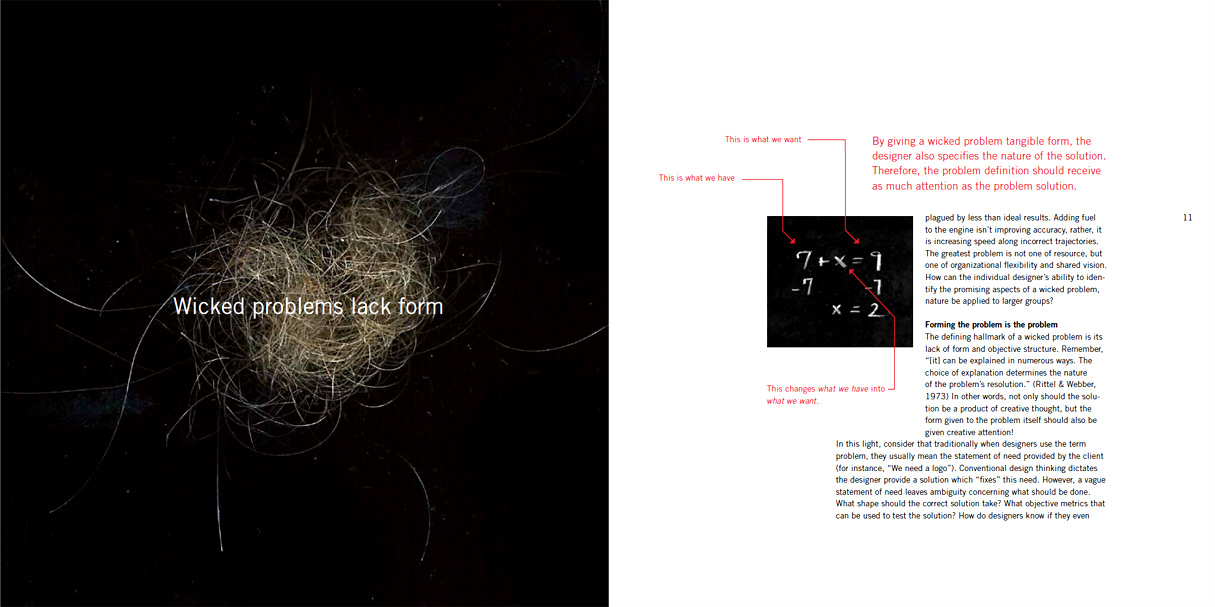 Wicked problems lack form
This is what we want
This is what we have
7 + x = 9
-7 -7
x = 2
This changes what we have into
what we want.
By giving a wicked problem tangible form, the
designer also specifies the nature of the solution.
Therefore, the problem definition should receive
as much attention as the problem solution.
plagued by less than ideal results. Adding fuel
to the engine isn't improving accuracy, rather, it
is increasing speed along incorrect trajectories.
The greatest problem is not one of resource, but
one of organizational flexibility and shared vision.
How can the individual designer's ability to iden-
tify the promising aspects of a wicked problem,
nature be applied to larger groups?
Forming the problem is the problem
The defining hallmark of a wicked problem is its
lack of form and objective structure. Remember,
"[it] can be explained in numerous ways. The
choice of explanation determines the nature
of the problem's resolution." (Rittel & Webber,
1973) In other words, not only should the solu-
tion be a product of creative thought, but the
form given to the problem itself should also be
given creative attention!
In this light, consider that traditionally when designers use the term
problem, they usually mean the statement of need provided by the client
(for instance, "We need a logo"). Conventional design thinking dictates
the designer provide a solution which "fixes" this need. However, a vague
statement of need leaves ambiguity concerning what should be done.
What shape should the correct solution take? What objective metrics that
can be used to test the solution? How do designers know if they even
11